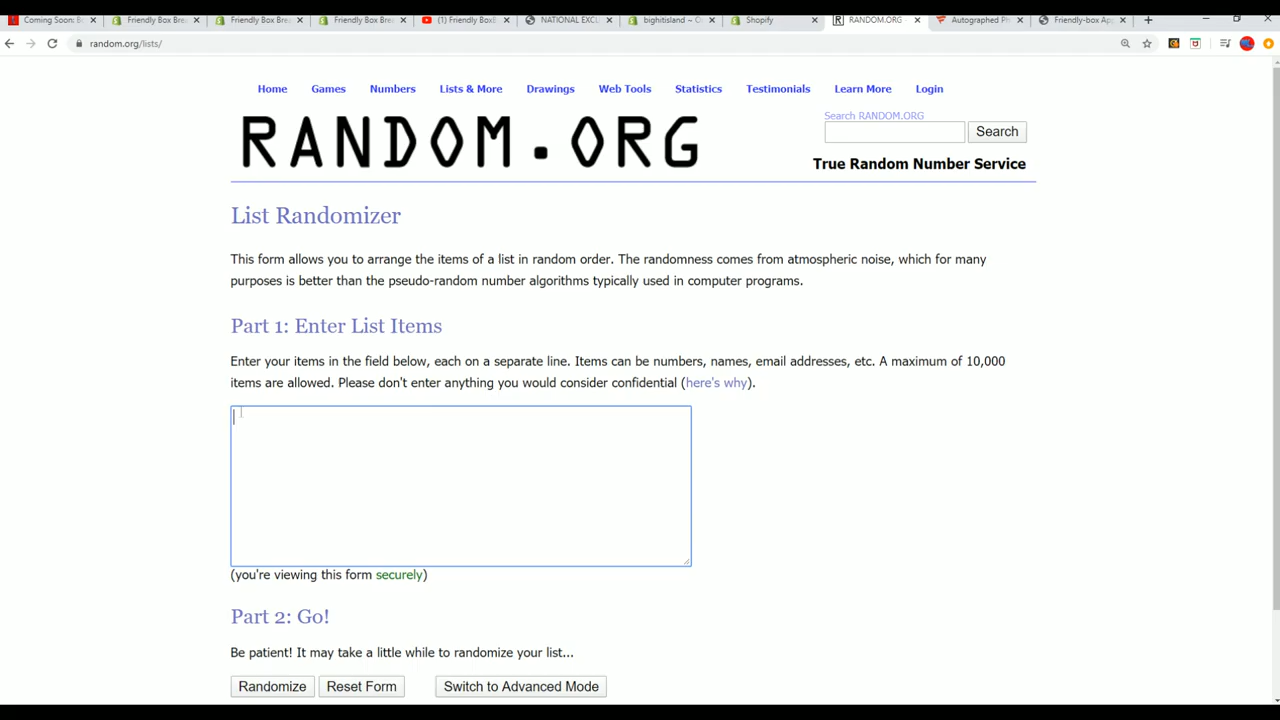 Coming Soon: B
Friendly Box Brea
Friendly Box Brea
Friendly Box Brea
(1) Friendly BoxB
NATIONAL EXCL
bighitisland ~ O
Shopify
RANDOM.ORG
Autographed Ph
Friendly-box Ap
random.org/lists/
Home Games Numbers Lists & More Drawings Web Tools Statistics Testimonials Learn More Login
RANDOM.ORG
Search RANDOM.ORG
Search
True Random Number Service
List Randomizer
This form allows you to arrange the items of a list in random order. The randomness comes from atmospheric noise, which for many
purposes is better than the pseudo-random number algorithms typically used in computer programs.
Part 1: Enter List Items
Enter your items in the field below, each on a separate line. Items can be numbers, names, email addresses, etc. A maximum of 10,000
items are allowed. Please don't enter anything you would consider confidential (here's why).
(you're viewing this form securely)
Part 2: Go!
Be patient! It may take a little while to randomize your list...
Randomize Reset Form Switch to Advanced Mode